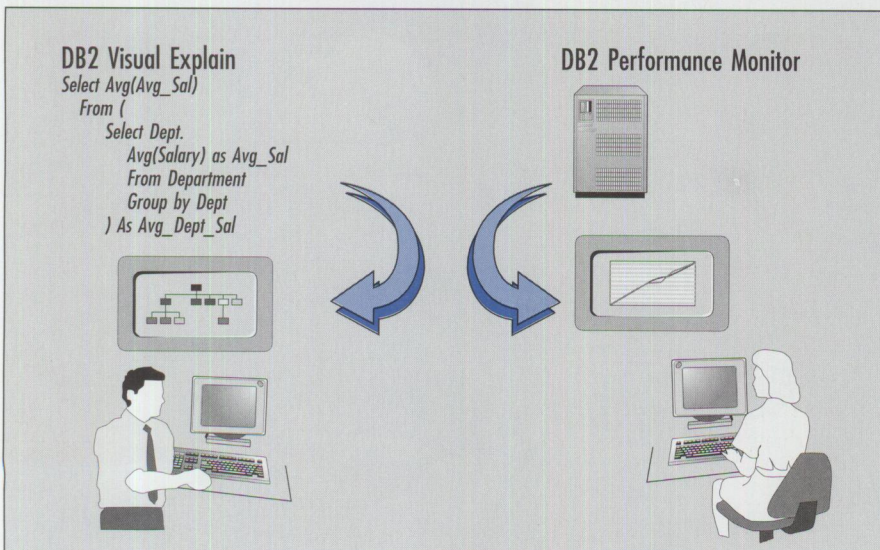 DB2 Visual Explain
Select Avg(Avg_Sal)
From (
Select Dept.
Avg(Salary) as Avg_Sal
From Department
Group by Dept
) As Avg_Dept_Sal
DB2 Performance Monitor